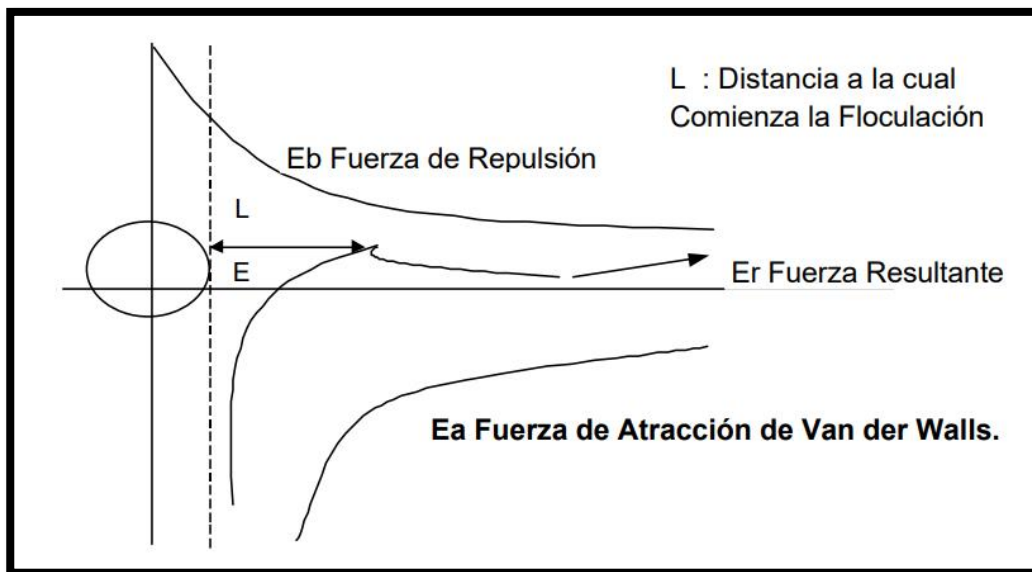 L : Distancia a la cual
Comienza la Floculación
Eb Fuerza de Repulsión
L
E
Er Fuerza Resultante
Ea Fuerza de Atracción de Van der Walls.